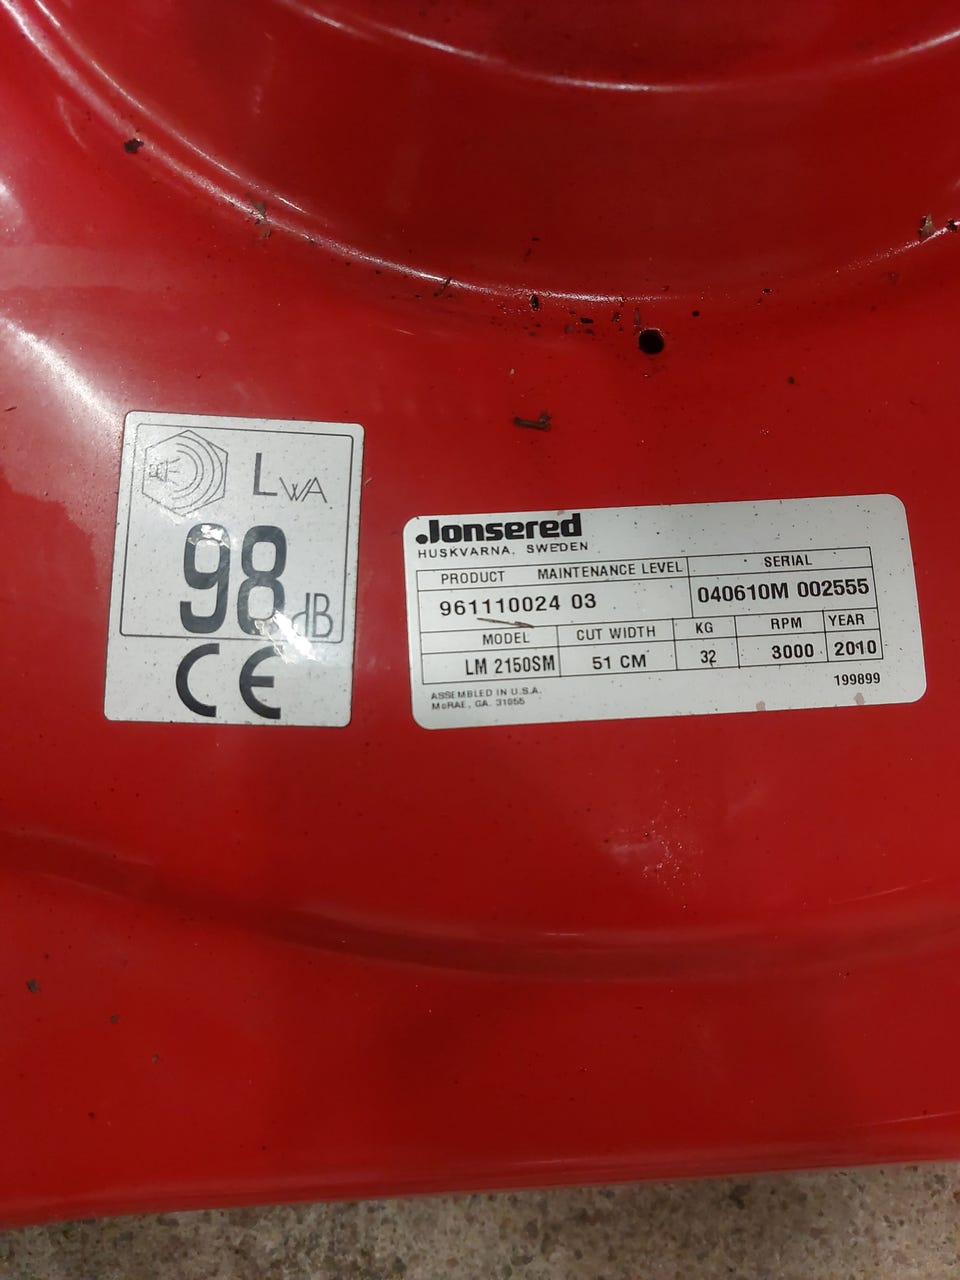 LWA
98 dB
CE
Jonsered
HUSKVARNA, SWEDEN
PRODUCT MAINTENANCE LEVEL SERIAL
961110024 03 040610M 002555
MODEL CUT WIDTH KG RPM YEAR
LM 2150SM 51 CM 32 3000 2010
199899
ASSEMBLED IN U.S.A.
McRAE, GA. 31055